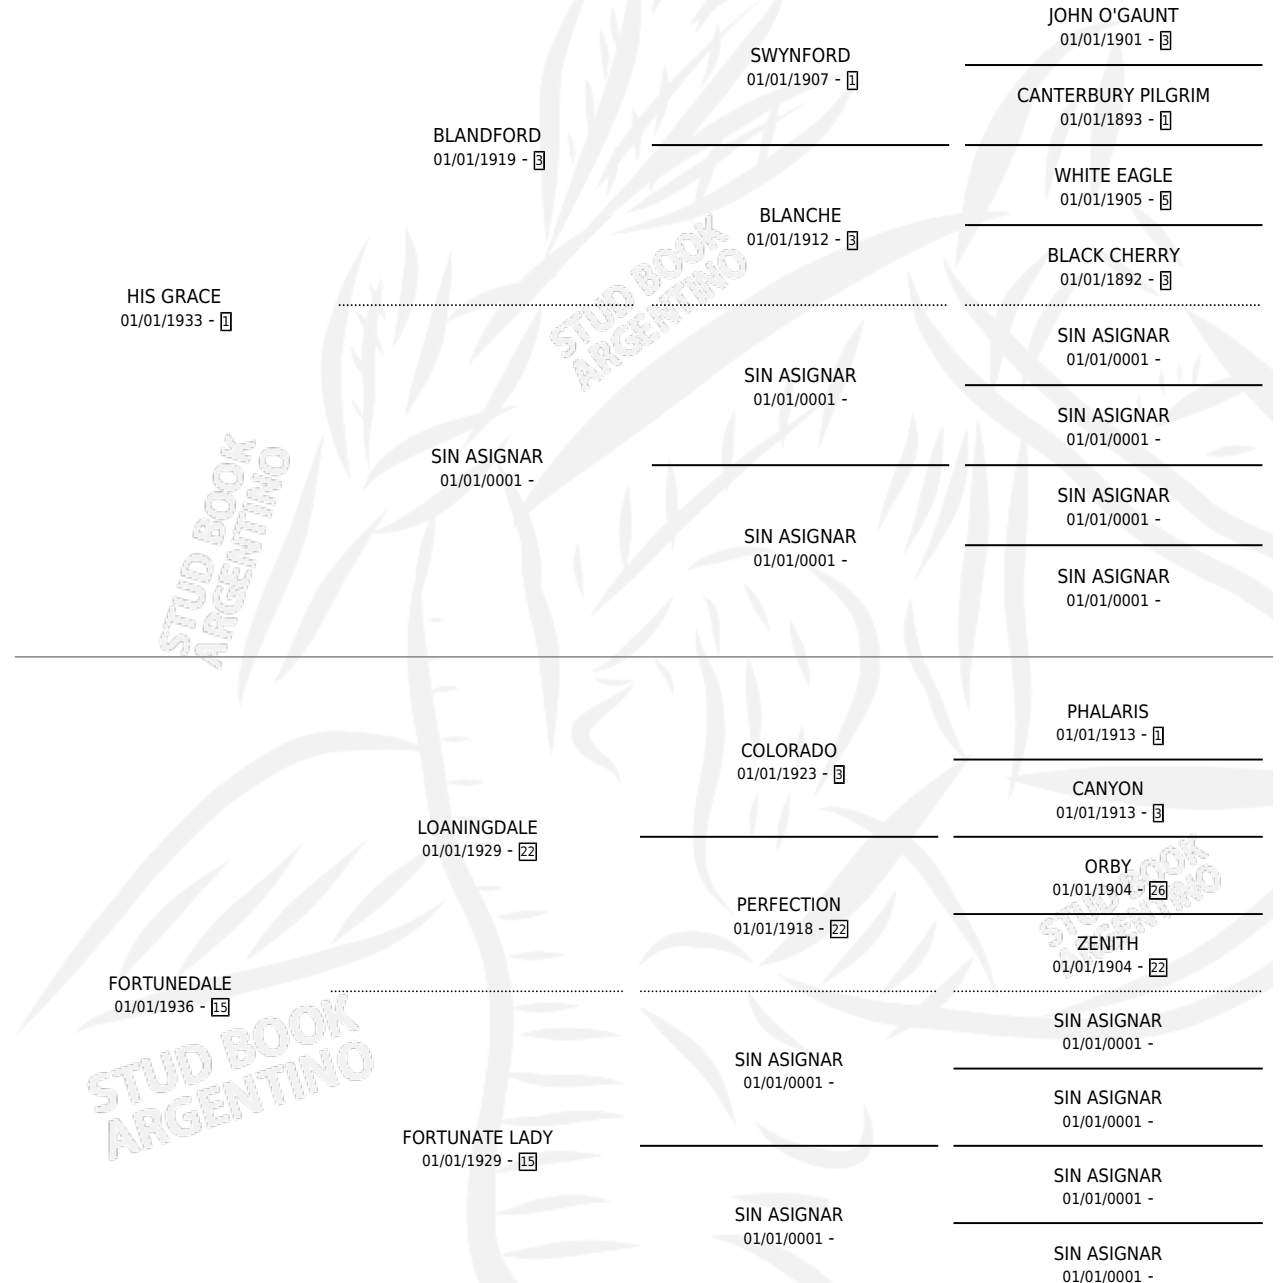 JOHN O'GAUNT
01/01/1901 - 3
SWYNFORD
01/01/1907 - 1
CANTERBURY PILGRIM
01/01/1893 - 1
BLANDFORD
01/01/1919 - 3
WHITE EAGLE
01/01/1905 - 5
BLANCHE
01/01/1912 - 3
BLACK CHERRY
01/01/1892 - 3
HIS GRACE
01/01/1933 - 1
STUD BOOK
ARGENTINO
SIN ASIGNAR
01/01/0001 -
SIN ASIGNAR
01/01/0001 -
SIN ASIGNAR
01/01/0001 -
SIN ASIGNAR
01/01/0001 -
SIN ASIGNAR
01/01/0001 -
SIN ASIGNAR
01/01/0001 -
SIN ASIGNAR
01/01/0001 -
STUD BOOK
ARGENTINO
PHALARIS
01/01/1913 - 1
COLORADO
01/01/1923 - 3
CANYON
01/01/1913 - 3
LOANINGDALE
01/01/1929 - 22
ORBY
01/01/1904 - 26
PERFECTION
01/01/1918 - 22
ZENITH
01/01/1904 - 22
STUD BOOK
ARGENTINO
FORTUNEDALE
01/01/1936 - 15
SIN ASIGNAR
01/01/0001 -
SIN ASIGNAR
01/01/0001 -
SIN ASIGNAR
01/01/0001 -
STUD BOOK
ARGENTINO
FORTUNATE LADY
01/01/1929 - 15
SIN ASIGNAR
01/01/0001 -
SIN ASIGNAR
01/01/0001 -
SIN ASIGNAR
01/01/0001 -